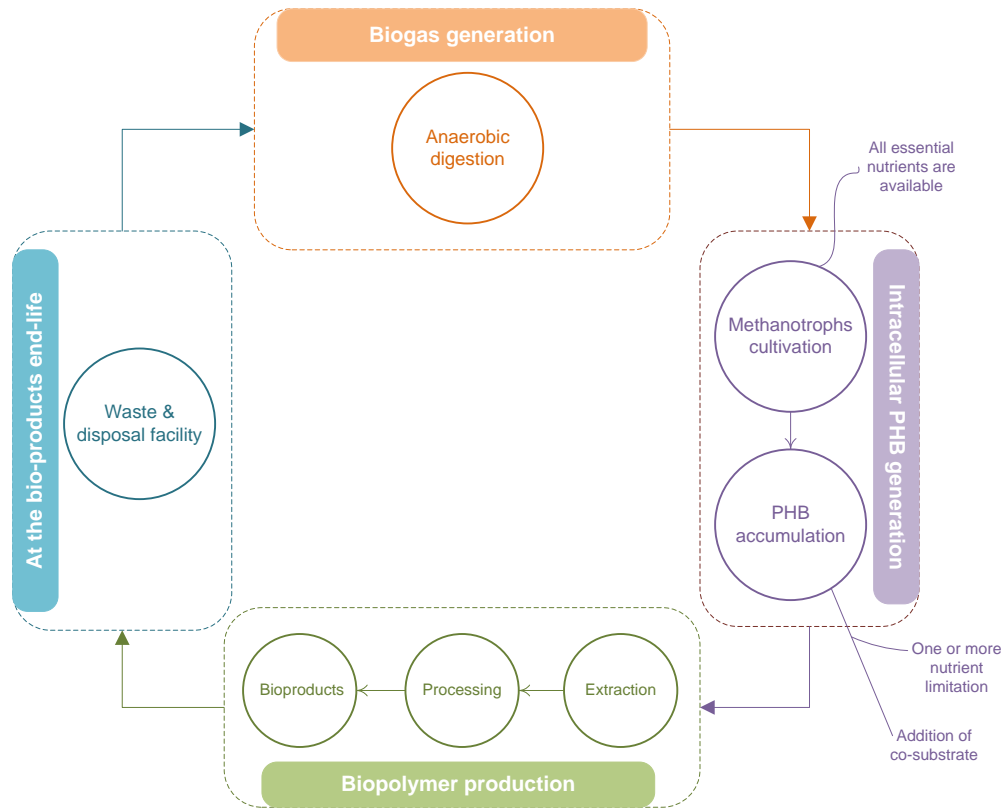 Biogas generation
Anaerobic
digestion
All essential
nutrients are
available
Methanotrophs
cultivation
Intracellular PHB generation
PHB
accumulation
One or more
nutrient
limitation
Addition of
co-substrate
Extraction
Processing
Bioproducts
Biopolymer production
At the bio-products end-life
Waste &
disposal facility